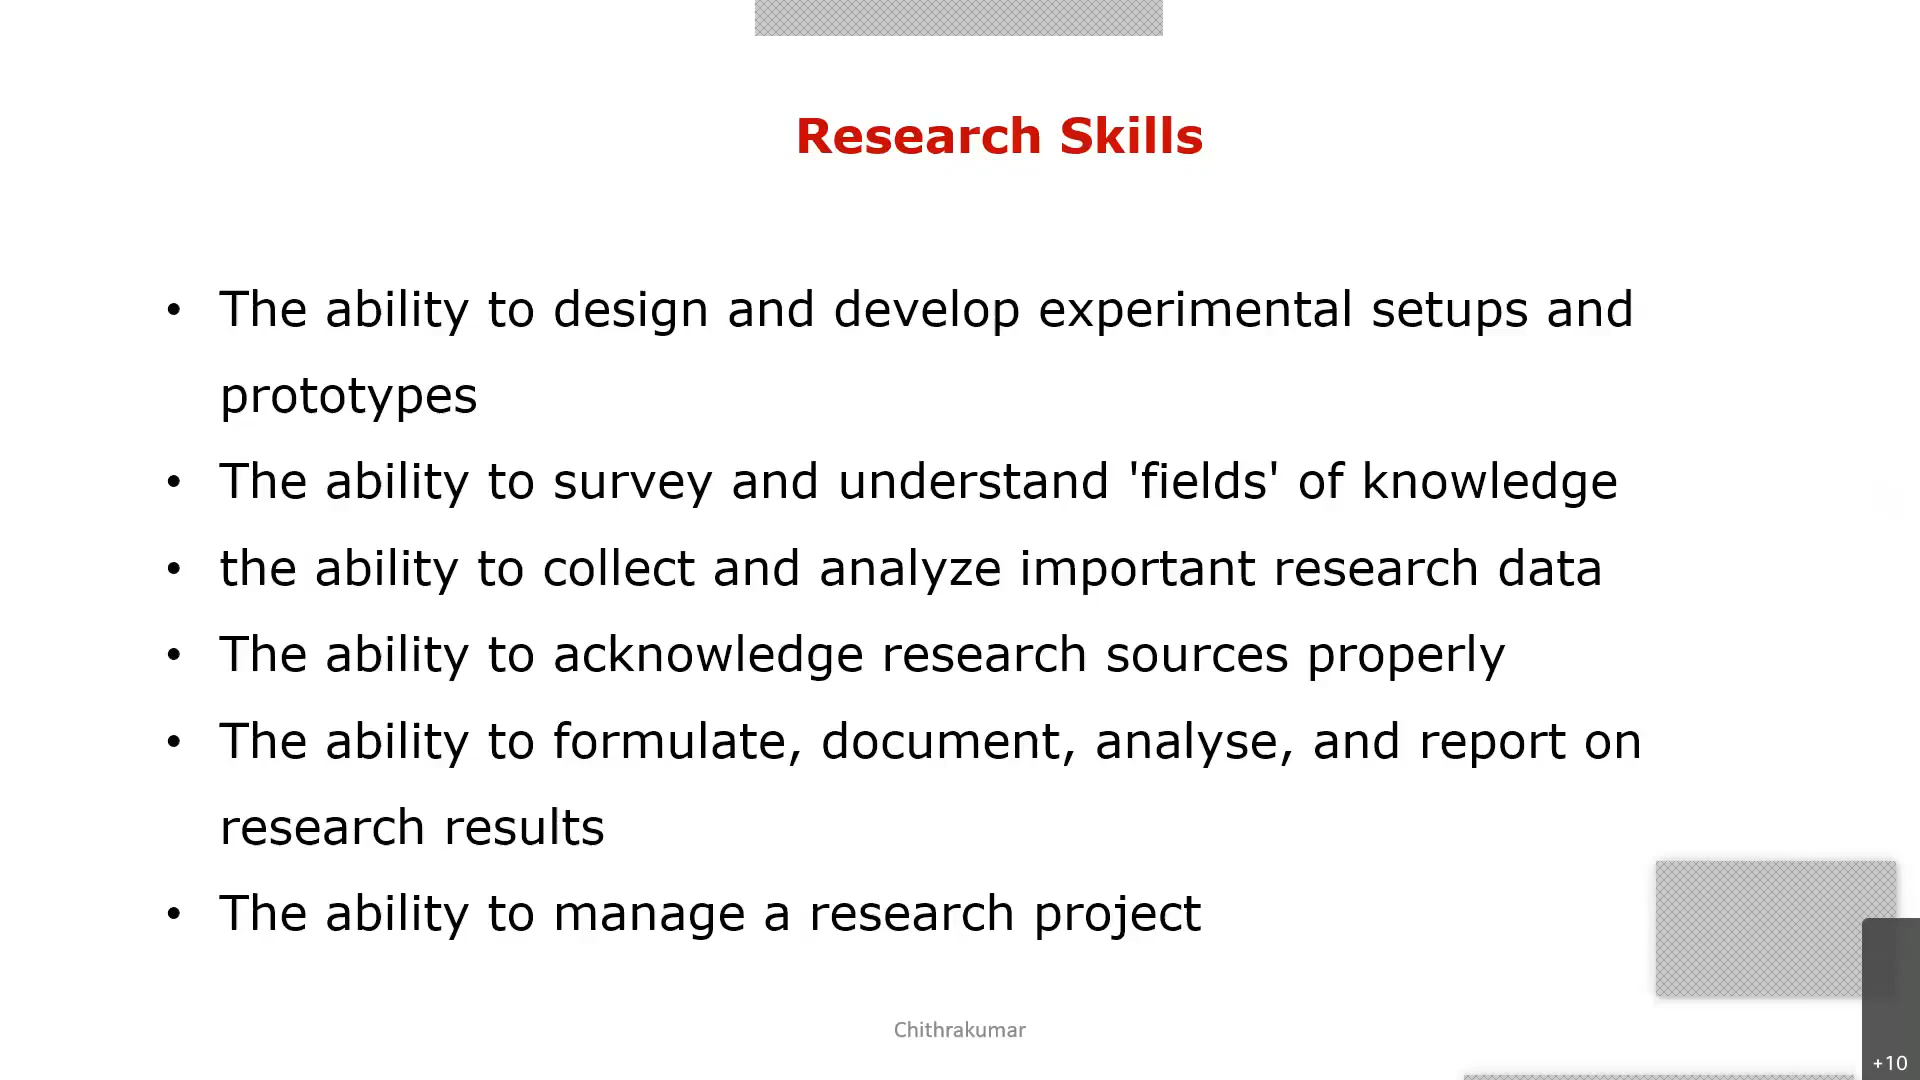 Research Skills
• The ability to design and develop experimental setups and
prototypes
• The ability to survey and understand 'fields' of knowledge
• the ability to collect and analyze important research data
• The ability to acknowledge research sources properly
• The ability to formulate, document, analyse, and report on
research results
• The ability to manage a research project
Chithrakumar
+10